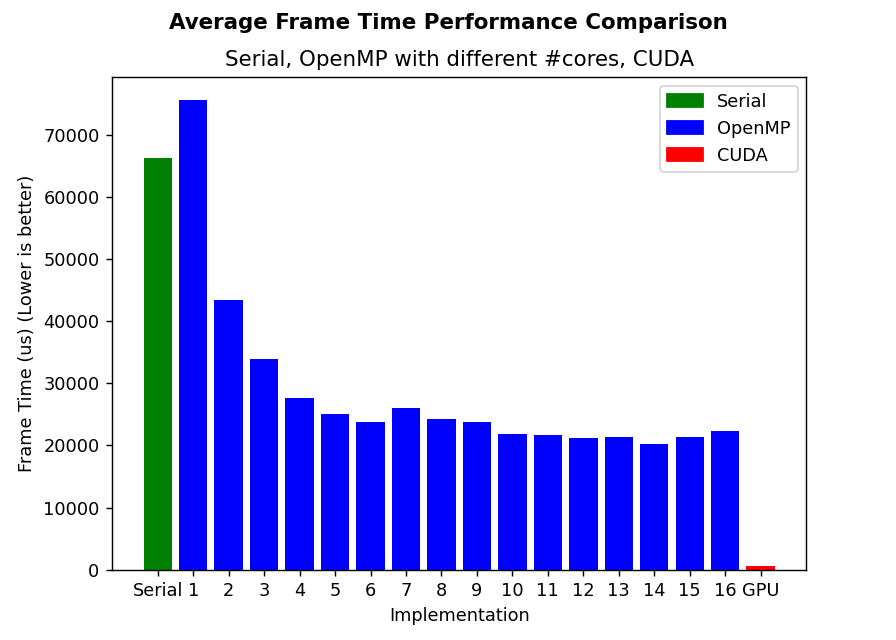 Average Frame Time Performance Comparison
Serial, OpenMP with different #cores, CUDA
Serial
OpenMP
CUDA
Frame Time (us) (Lower is better)
70000
60000
50000
40000
30000
20000
10000
0
Serial 1 2 3 4 5 6 7 8 9 10 11 12 13 14 15 16 GPU
Implementation